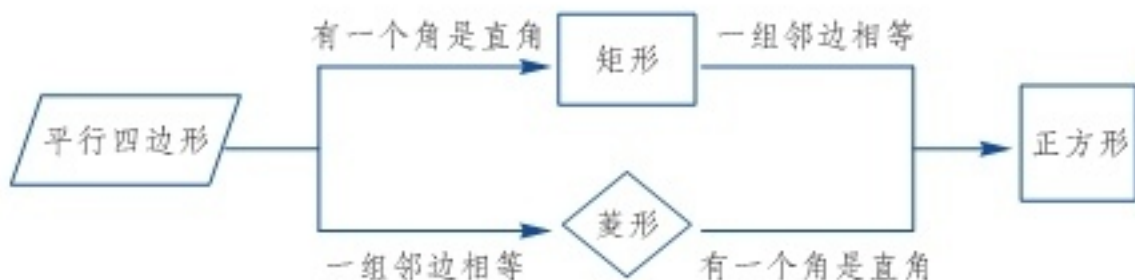 有一个角是直角
矩形
一组邻边相等
平行四边形
正方形
一组邻边相等
菱形
有一个角是直角